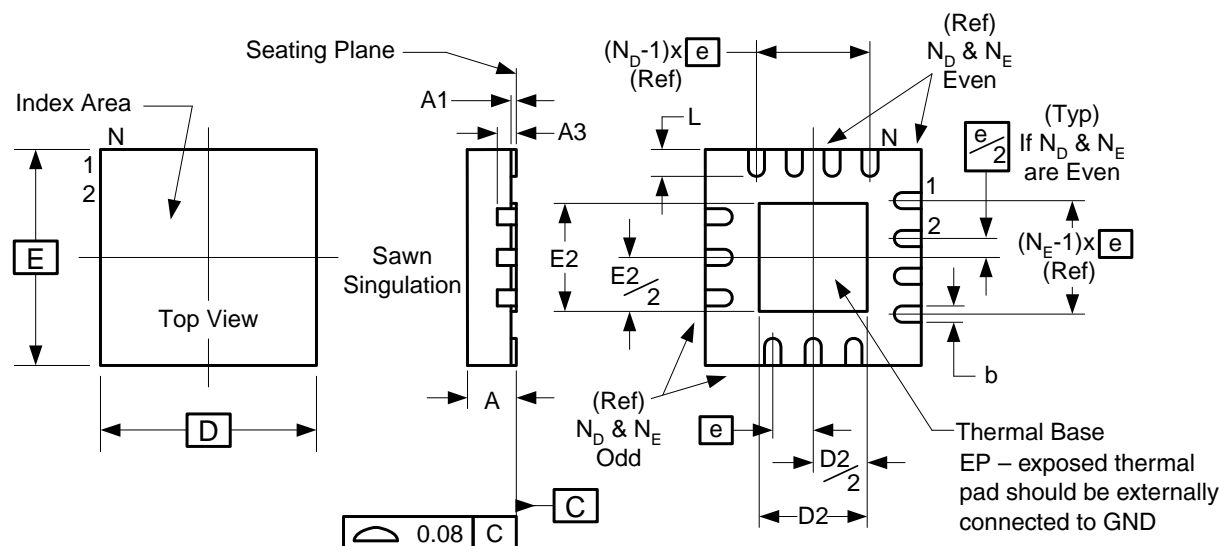 Seating Plane
Index Area
N
1
2
E
Top View
D
A1
A3
Sawn
Singulation
A
0.08 C
C
(N_D-1)x e
(Ref)
L
(Ref)
N_D & N_E
Even
N
e/2
(Typ)
If N_D & N_E
are Even
1
2
(N_E-1)x e
(Ref)
E2
E2/2
b
(Ref)
N_D & N_E
Odd
e
D2/2
D2
Thermal Base
EP – exposed thermal
pad should be externally
connected to GND